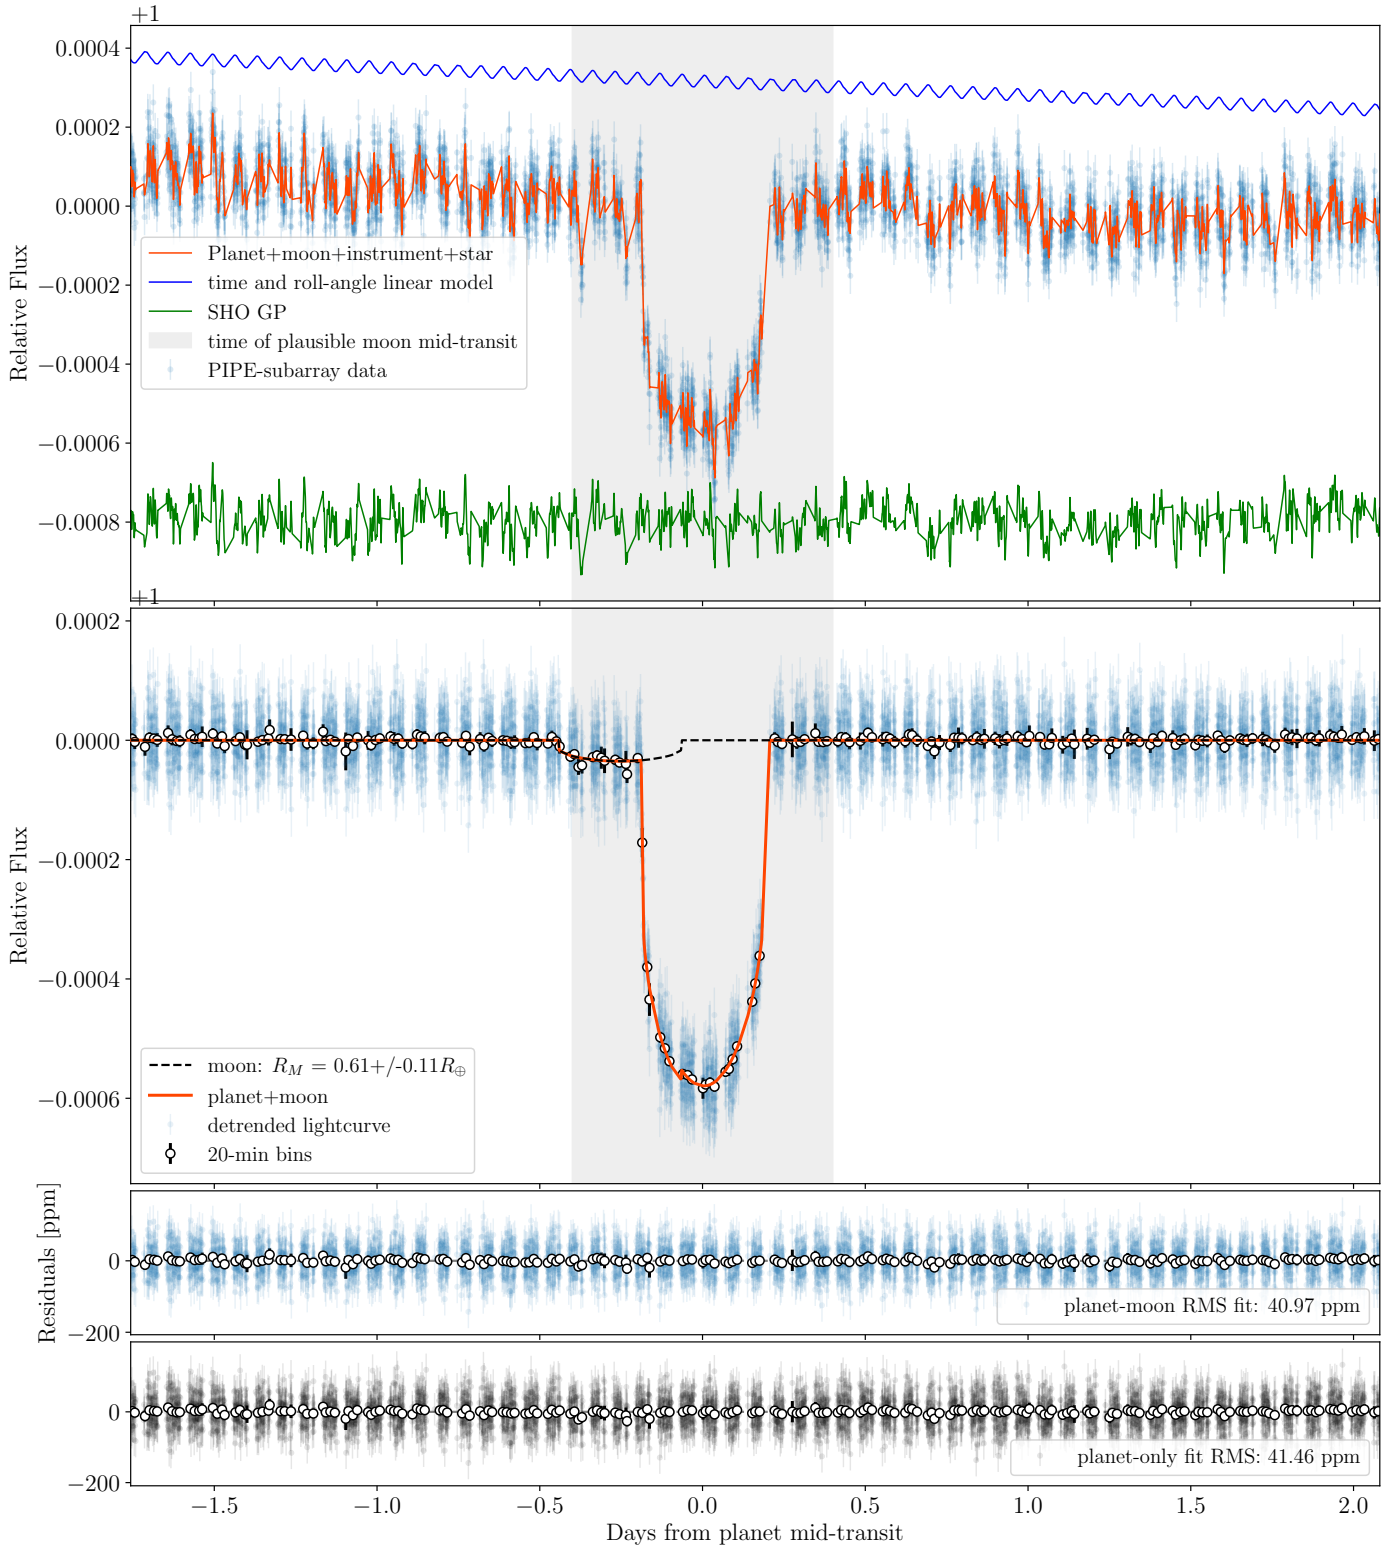 +1
0.0004
0.0002
0.0000
−0.0002
−0.0004
−0.0006
−0.0008
Relative Flux
Planet+moon+instrument+star
time and roll-angle linear model
SHO GP
time of plausible moon mid-transit
PIPE-subarray data
+1
0.0002
0.0000
−0.0002
−0.0004
−0.0006
Relative Flux
moon: R_M = 0.61+/-0.11R_⊕
planet+moon
detrended lightcurve
20-min bins
Residuals [ppm]
0
−200
planet-moon RMS fit: 40.97 ppm
0
−200
planet-only fit RMS: 41.46 ppm
−1.5 −1.0 −0.5 0.0 0.5 1.0 1.5 2.0
Days from planet mid-transit